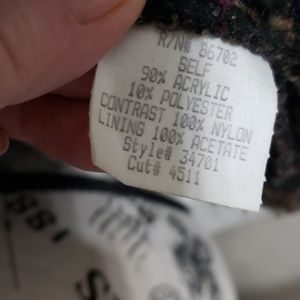 R/N# 86702
SELF
90% ACRYLIC
10% POLYESTER
CONTRAST 100% NYLON
LINING 100% ACETATE
Style# 34701
Cut# 4511